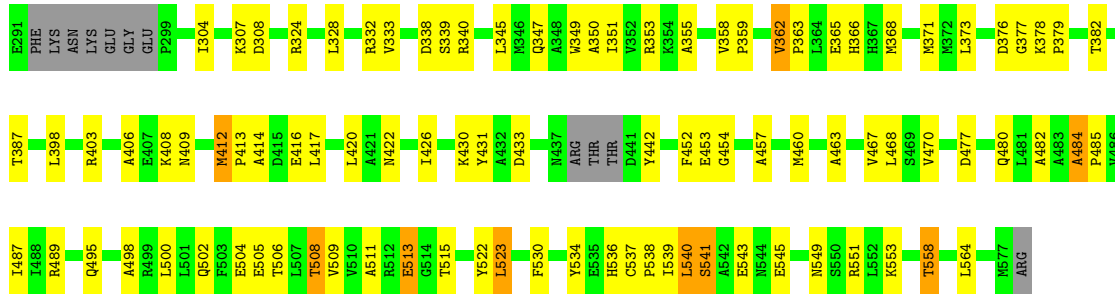 E291 PHE LYS ASN LYS GLU GLY GLU P299 I304 K307 D308 R324 L328 R332 V333 D338 S339 R340 L345 M346 Q347 A348 W349 A350 I351 V352 R353 K354 A355 V358 P359 V362 P363 L364 E365 H366 H367 M368 M371 M372 L373 D376 G377 K378 P379 T382
T387 L398 R403 A406 E407 K408 N409 M412 P413 A414 D415 E416 L417 L420 A421 N422 I426 K430 Y431 A432 D433 N437 ARG THR THR D441 Y442 F452 E453 G454 A457 M460 A463 V467 L468 S469 V470 D477 Q480 L481 A482 A483 A484 P485 V486
I487 I488 R489 Q495 A498 R499 L500 L501 Q502 F503 E504 E505 T506 L507 T508 V509 V510 A511 R512 E513 G514 T515 Y522 L523 F530 Y534 E535 H536 C537 P538 I539 L540 S541 A542 E543 N544 E545 N549 S550 R551 L552 K553 T558 L564 M577 ARG